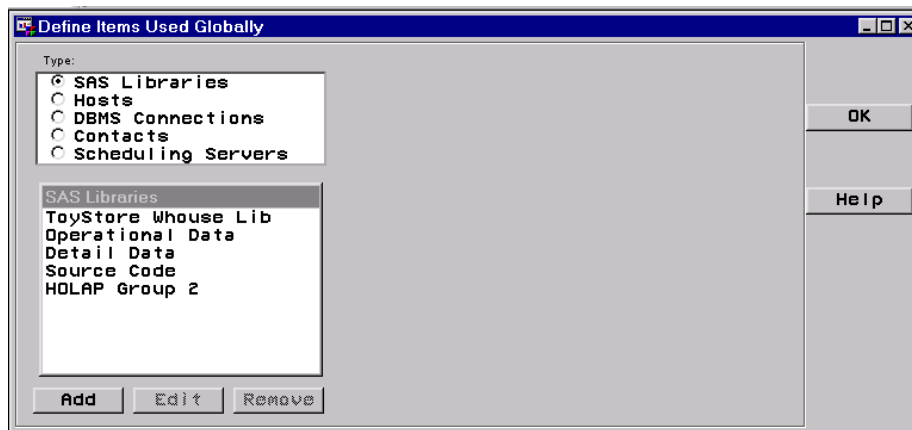 Define Items Used Globally
Type:
SAS Libraries
Hosts
DBMS Connections
Contacts
Scheduling Servers
OK
SAS Libraries
Help
ToyStore Whouse Lib
Operational Data
Detail Data
Source Code
HOLAP Group 2
Add Edit Remove